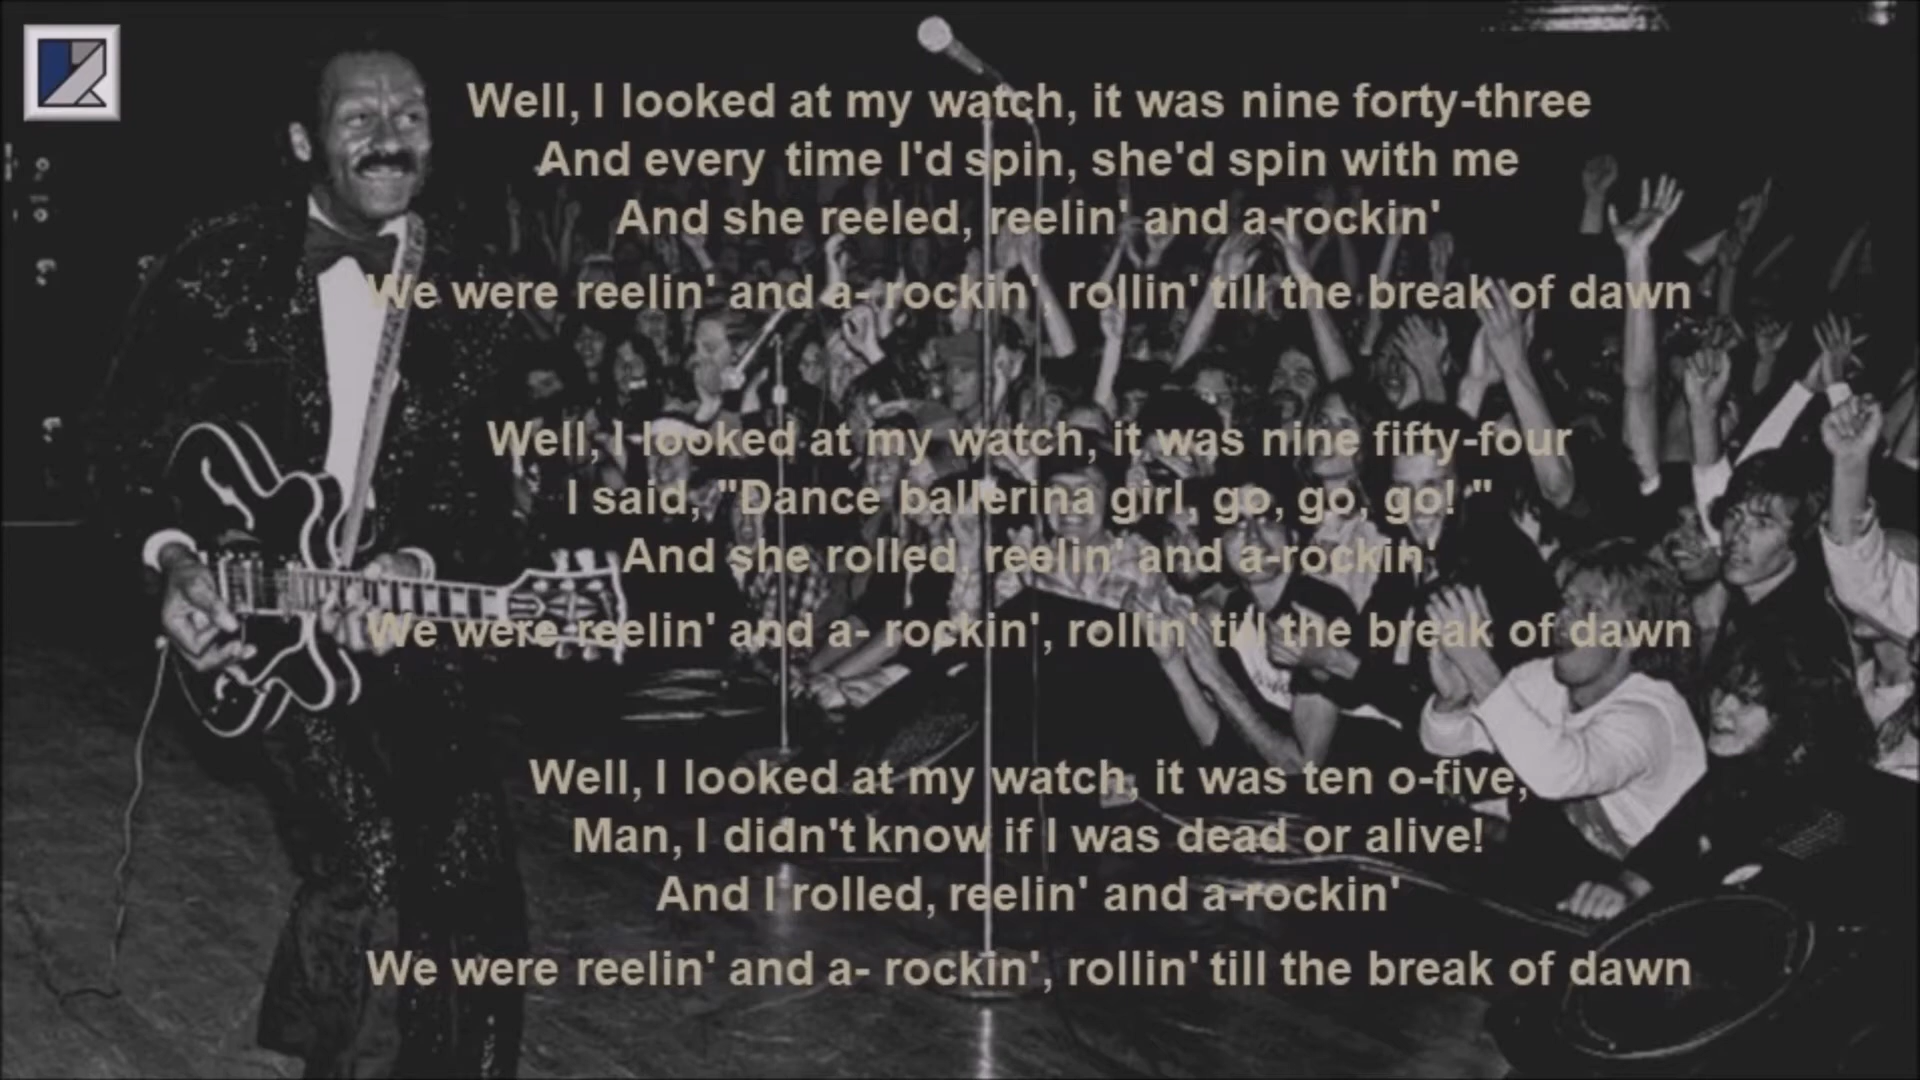 Well, I looked at my watch, it was nine forty-three
And every time I'd spin, she'd spin with me
And she reeled, reelin' and a-rockin'
We were reelin' and a- rockin', rollin' till the break of dawn
Well, I looked at my watch, it was nine fifty-four
I said, "Dance ballerina girl, go, go, go! "
And she rolled, reelin' and a-rockin'
We were reelin' and a- rockin', rollin' till the break of dawn
Well, I looked at my watch, it was ten o-five,
Man, I didn't know if I was dead or alive!
And I rolled, reelin' and a-rockin'
We were reelin' and a- rockin', rollin' till the break of dawn